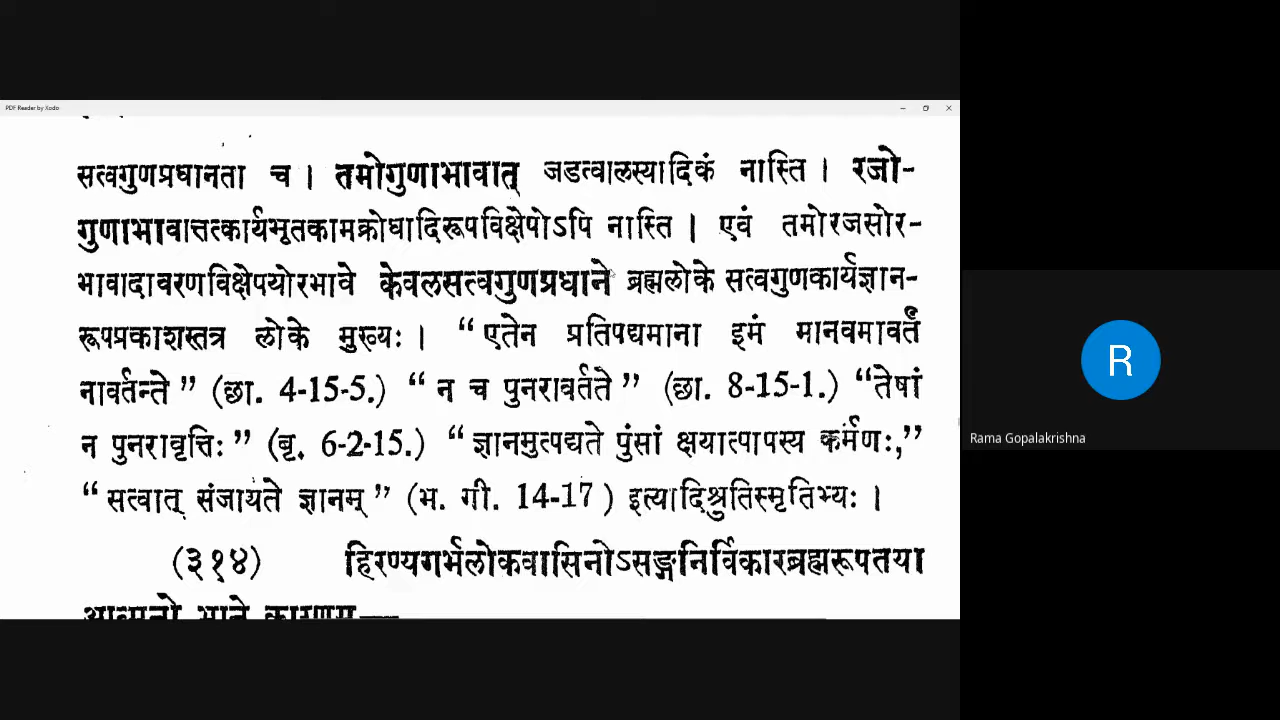 PDF Reader by Xodo
सत्वगुणप्रधानता च । तमोगुणाभावात् जडत्वालस्यादिकं नास्ति । रजो-
गुणाभावात्तत्कार्यभूतकामक्रोधादिरूपविक्षेपोऽपि नास्ति । एवं तमोरजसोर-
भावादावरणविक्षेपयोरभावे केवलसत्वगुणप्रधाने ब्रह्मलोके सत्वगुणकार्यज्ञान-
रूपप्रकाशस्तत्र लोके मुख्यः । “एतेन प्रतिपद्यमाना इमं मानवमावर्तं
नावर्तन्ते” (छा. 4-15-5.) “न च पुनरावर्तते” (छा. 8-15-1.) “तेषां
न पुनरावृत्तिः” (बृ. 6-2-15.) “ज्ञानमुत्पद्यते पुंसां क्षयात्पापस्य कर्मणः,”
“सत्वात् संजायते ज्ञानम्” (भ. गी. 14-17 ) इत्यादिश्रुतिस्मृतिभ्यः ।
(३१४) हिरण्यगर्भलोकवासिनोऽसङ्गनिर्विकारब्रह्मरूपतया
आत्मनो भाने कारणम्—
R
Rama Gopalakrishna